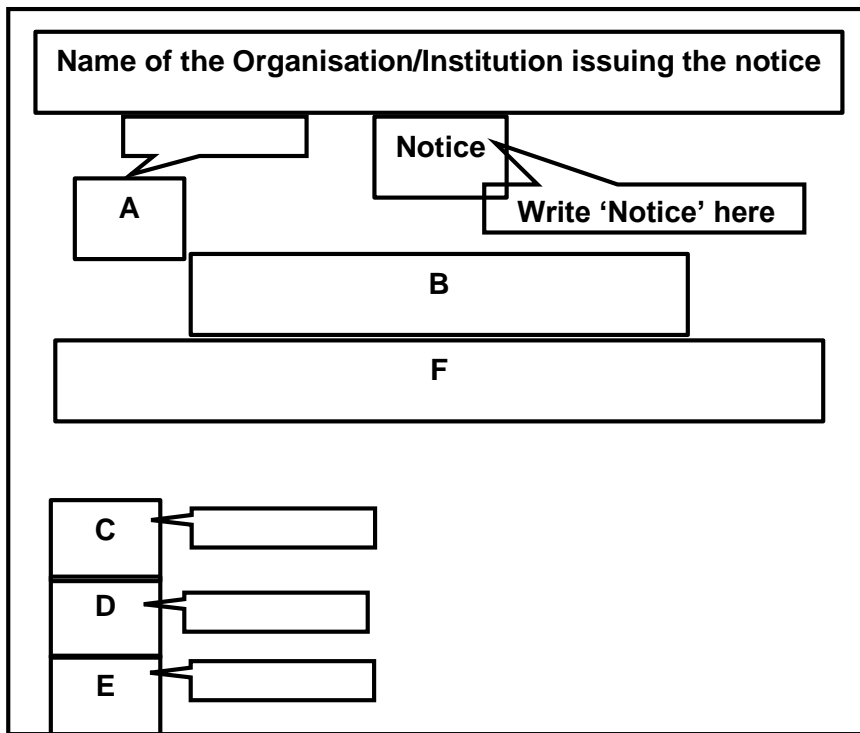 Name of the Organisation/Institution issuing the notice
Notice
A
Write ‘Notice’ here
B
F
C
D
E